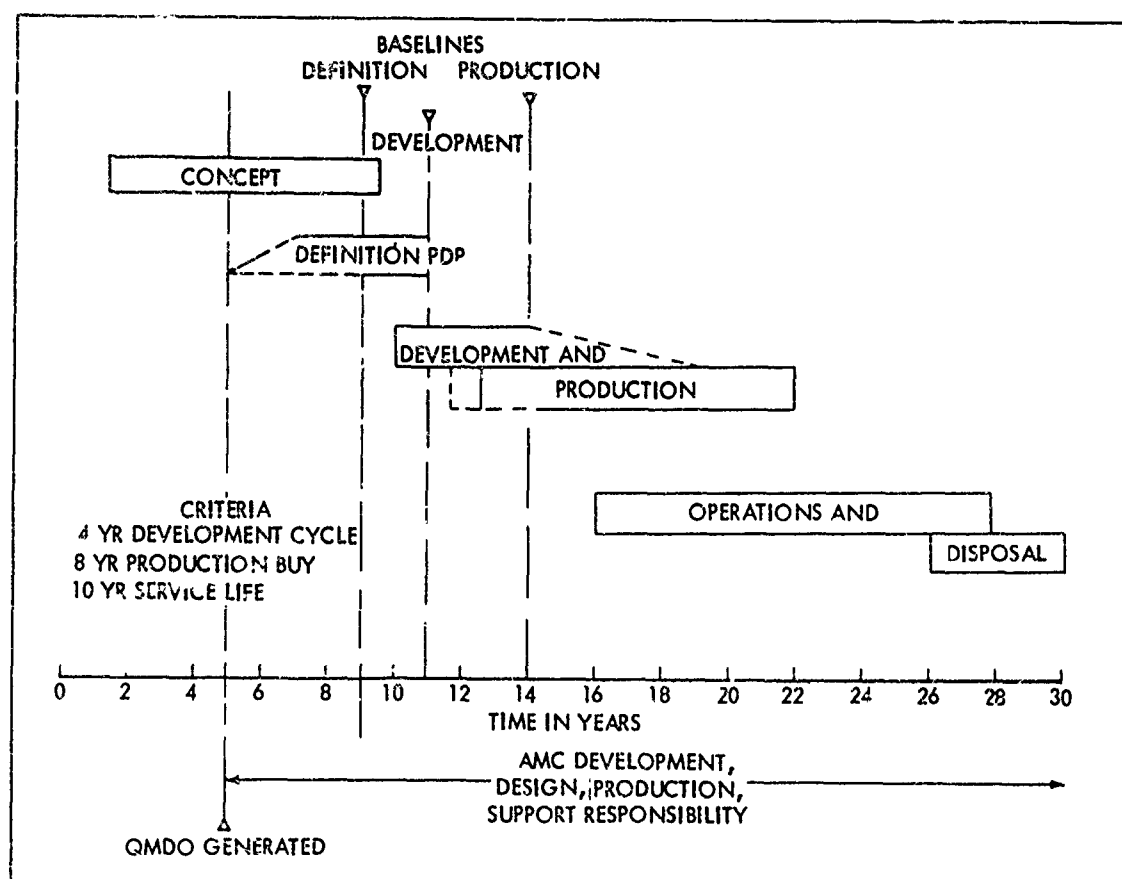 BASELINES
DEFINITION PRODUCTION
DEVELOPMENT
CONCEPT
DEFINITION PDP
DEVELOPMENT AND
PRODUCTION
CRITERIA
4 YR DEVELOPMENT CYCLE
8 YR PRODUCTION BUY
10 YR SERVICE LIFE
OPERATIONS AND
DISPOSAL
0 2 4 6 8 10 12 14 16 18 20 22 24 26 28 30
TIME IN YEARS
AMC DEVELOPMENT,
DESIGN, PRODUCTION,
SUPPORT RESPONSIBILITY
QMDO GENERATED